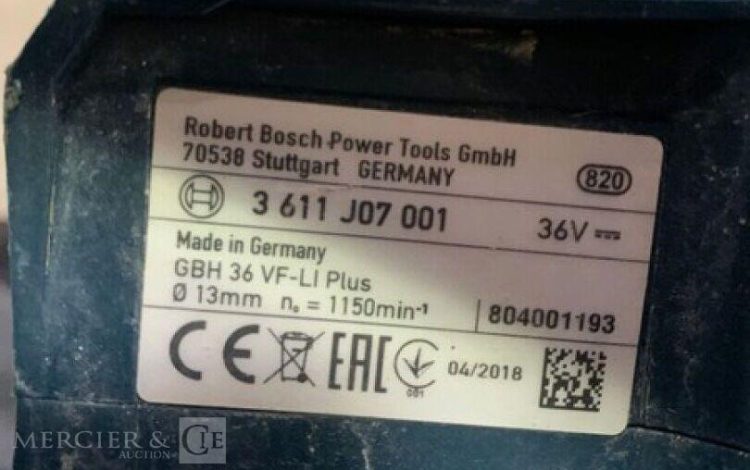 Robert Bosch Power Tools GmbH
70538 Stuttgart GERMANY
820
3 611 J07 001
36V
Made in Germany
GBH 36 VF-LI Plus
Ø 13mm n₀ = 1150min⁻¹
804001193
CE EAC 001 04/2018
MERCIER & CIE
AUCTION